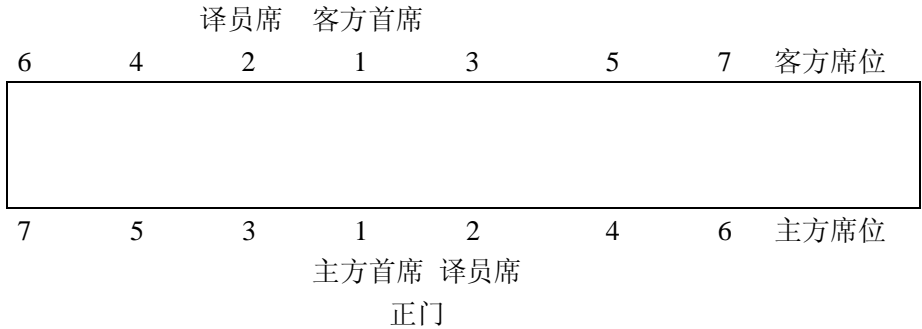 译员席 客方首席
6 4 2 1 3 5 7 客方席位
7 5 3 1 2 4 6 主方席位
主方首席 译员席
正门